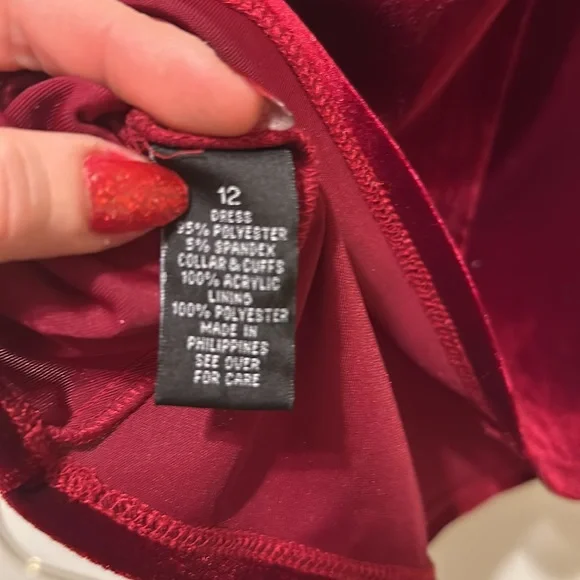 12
DRESS
95% POLYESTER
5% SPANDEX
COLLAR & CUFFS
100% ACRYLIC
LINING
100% POLYESTER
MADE IN
PHILIPPINES
SEE OVER
FOR CARE